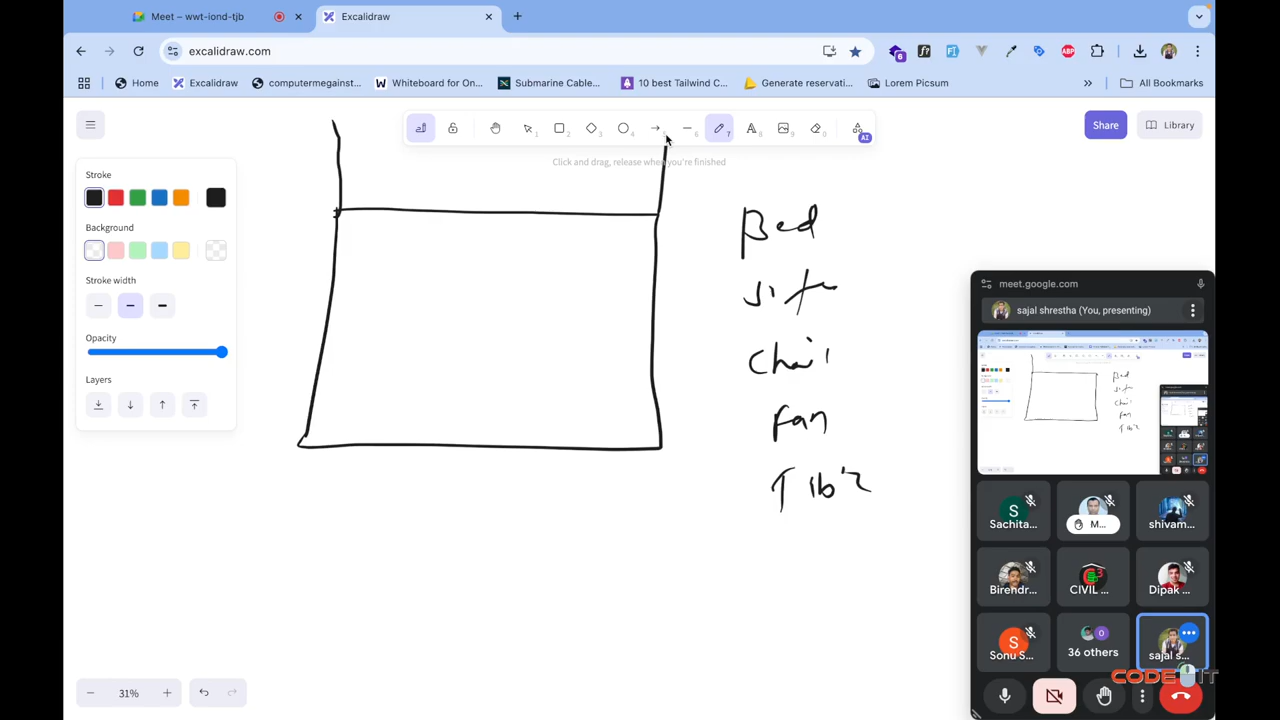 Meet – wwt-iond-tjb
Excalidraw
excalidraw.com
Home
Excalidraw
computermegainst...
Whiteboard for On...
Submarine Cable...
10 best Tailwind C...
Generate reservati...
Lorem Picsum
All Bookmarks
Share
Library
Click and drag, release when you're finished
Stroke
Background
Stroke width
Opacity
Layers
Bed
Chair
Fan
31%
meet.google.com
sajal shrestha (You, presenting)
S
Sachita...
M...
shivam...
Birendr...
CIVIL ...
Dipak ...
S
Sonu S...
36 others
sajal s...
CODE IT